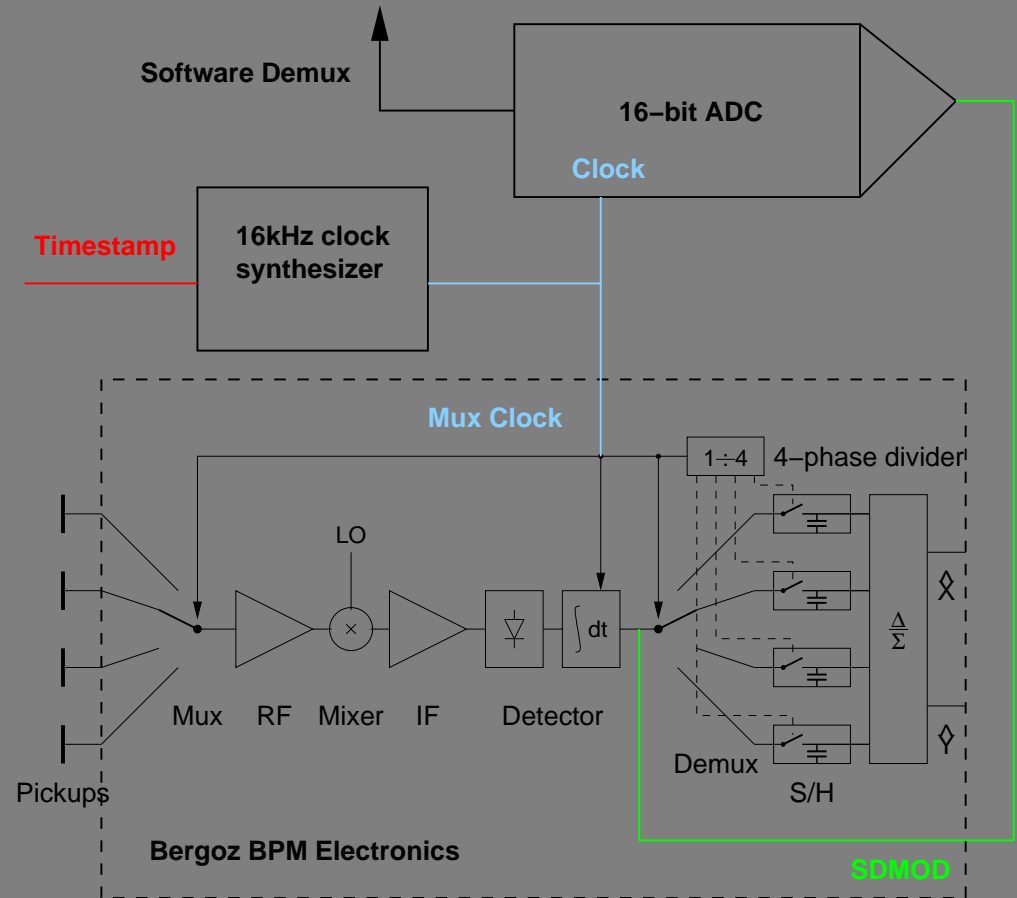 Software Demux
16−bit ADC
Clock
Timestamp
16kHz clock
synthesizer
Mux Clock
1÷4
4−phase divider
LO
×
∫dt
Δ
Σ
X
Y
Mux
RF
Mixer
IF
Detector
Demux
S/H
Pickups
Bergoz BPM Electronics
SDMOD